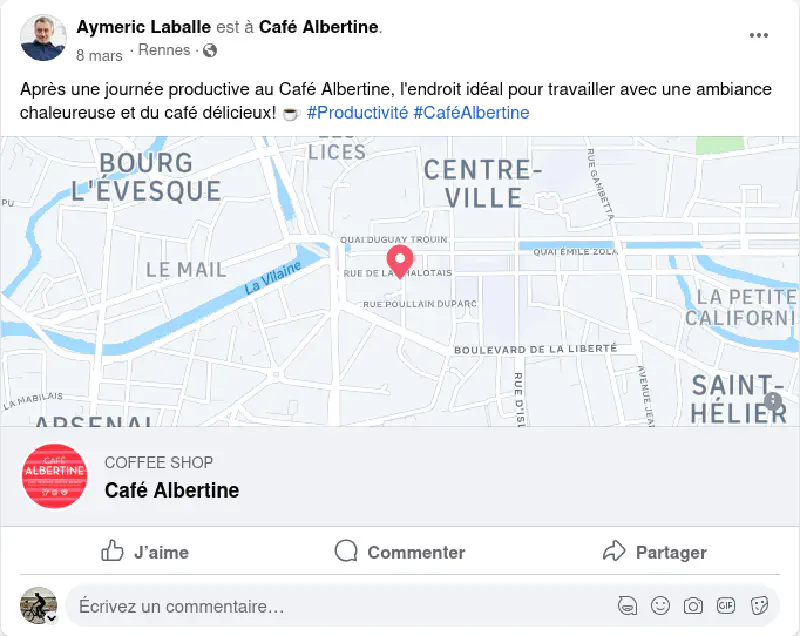 Aymeric Laballe est à Café Albertine.
8 mars · Rennes ·
Après une journée productive au Café Albertine, l'endroit idéal pour travailler avec une ambiance
chaleureuse et du café délicieux! ☕ #Productivité #CaféAlbertine
LICES
BOURG
L'ÉVESQUE
CENTRE-
VILLE
RUE GAMBETTA
PU
QUAI DUGUAY TROUIN
QUAI ÉMILE ZOLA
LE MAIL
La Vilaine
RUE DE LA CHALOTAIS
RUE POULLAIN DUPARC
LA PETITE
CALIFORNI
BOULEVARD DE LA LIBERTÉ
RUE D'ISL
AVENUE JEAN
SAINT-
HÉLIER
LA MABILAIS
ARSENAL
CAFÉ
ALBERTINE
COFFEE SHOP
Café Albertine
J'aime
Commenter
Partager
Écrivez un commentaire…
GIF